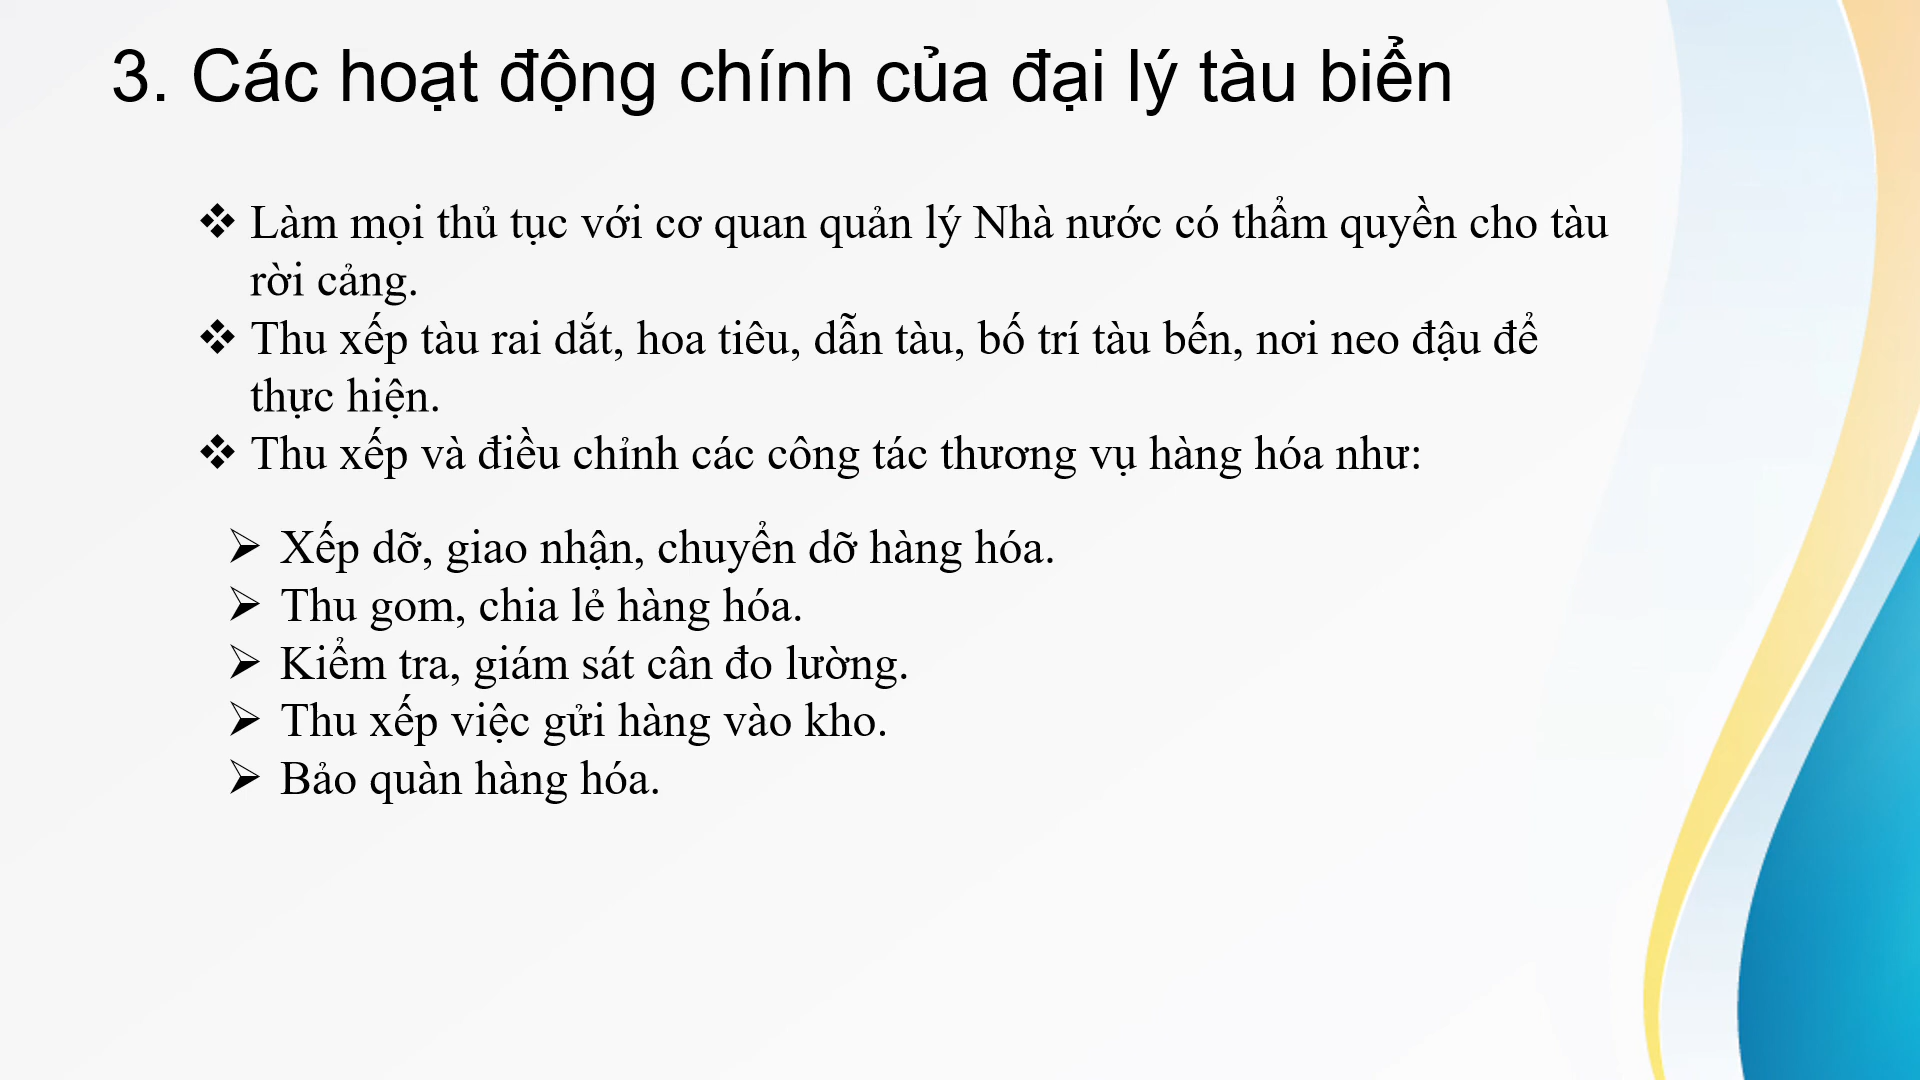 3. Các hoạt động chính của đại lý tàu biển
❖ Làm mọi thủ tục với cơ quan quản lý Nhà nước có thẩm quyền cho tàu
rời cảng.
❖ Thu xếp tàu rai dắt, hoa tiêu, dẫn tàu, bố trí tàu bến, nơi neo đậu để
thực hiện.
❖ Thu xếp và điều chỉnh các công tác thương vụ hàng hóa như:
➢ Xếp dỡ, giao nhận, chuyển dỡ hàng hóa.
➢ Thu gom, chia lẻ hàng hóa.
➢ Kiểm tra, giám sát cân đo lường.
➢ Thu xếp việc gửi hàng vào kho.
➢ Bảo quàn hàng hóa.